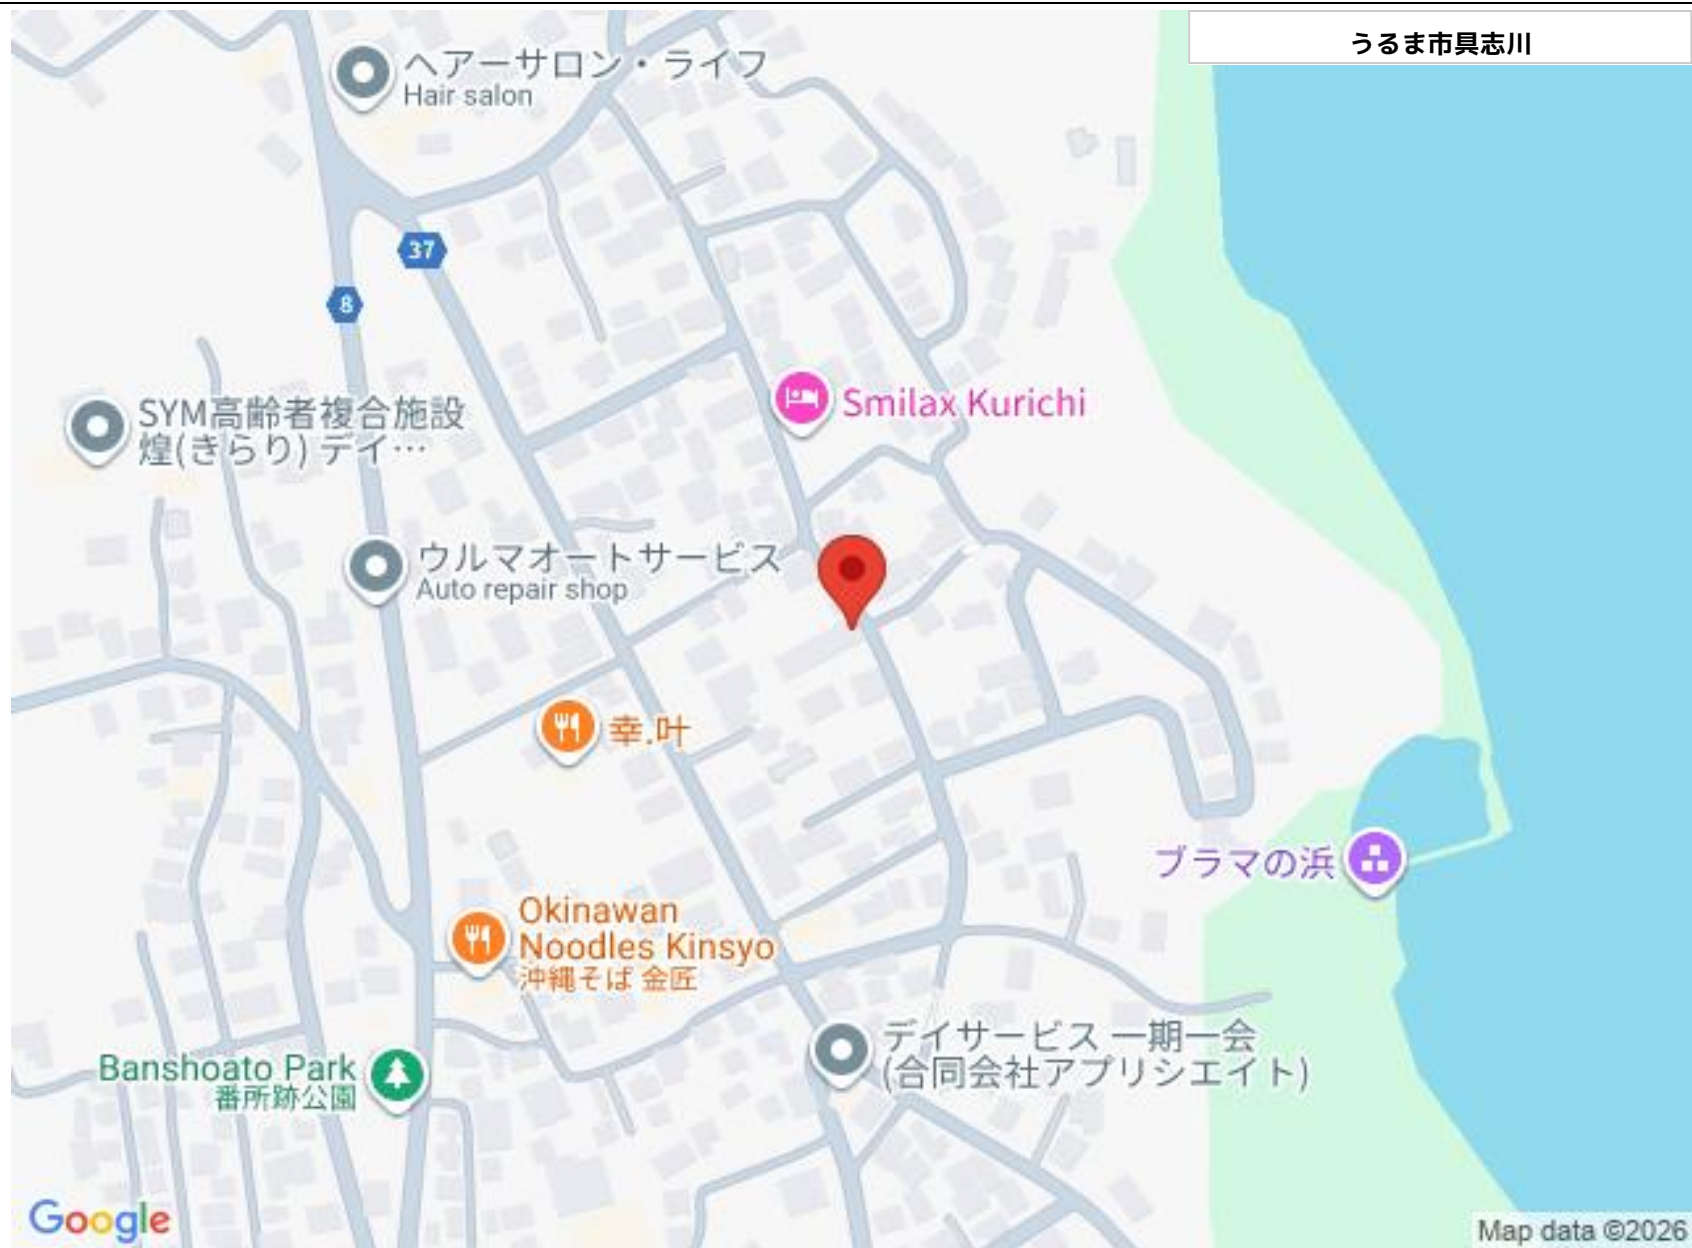 うるま市具志川
ヘアーサロン・ライフ
Hair salon
37
8
Smilax Kurichi
SYM高齢者複合施設
煌(きらり) デイ…
ウルマオートサービス
Auto repair shop
幸.叶
ブラマの浜
Okinawan
Noodles Kinsyo
沖縄そば 金匠
デイサービス 一期一会
(合同会社アプリシエイト)
Banshoato Park
番所跡公園
Google
Map data ©2026